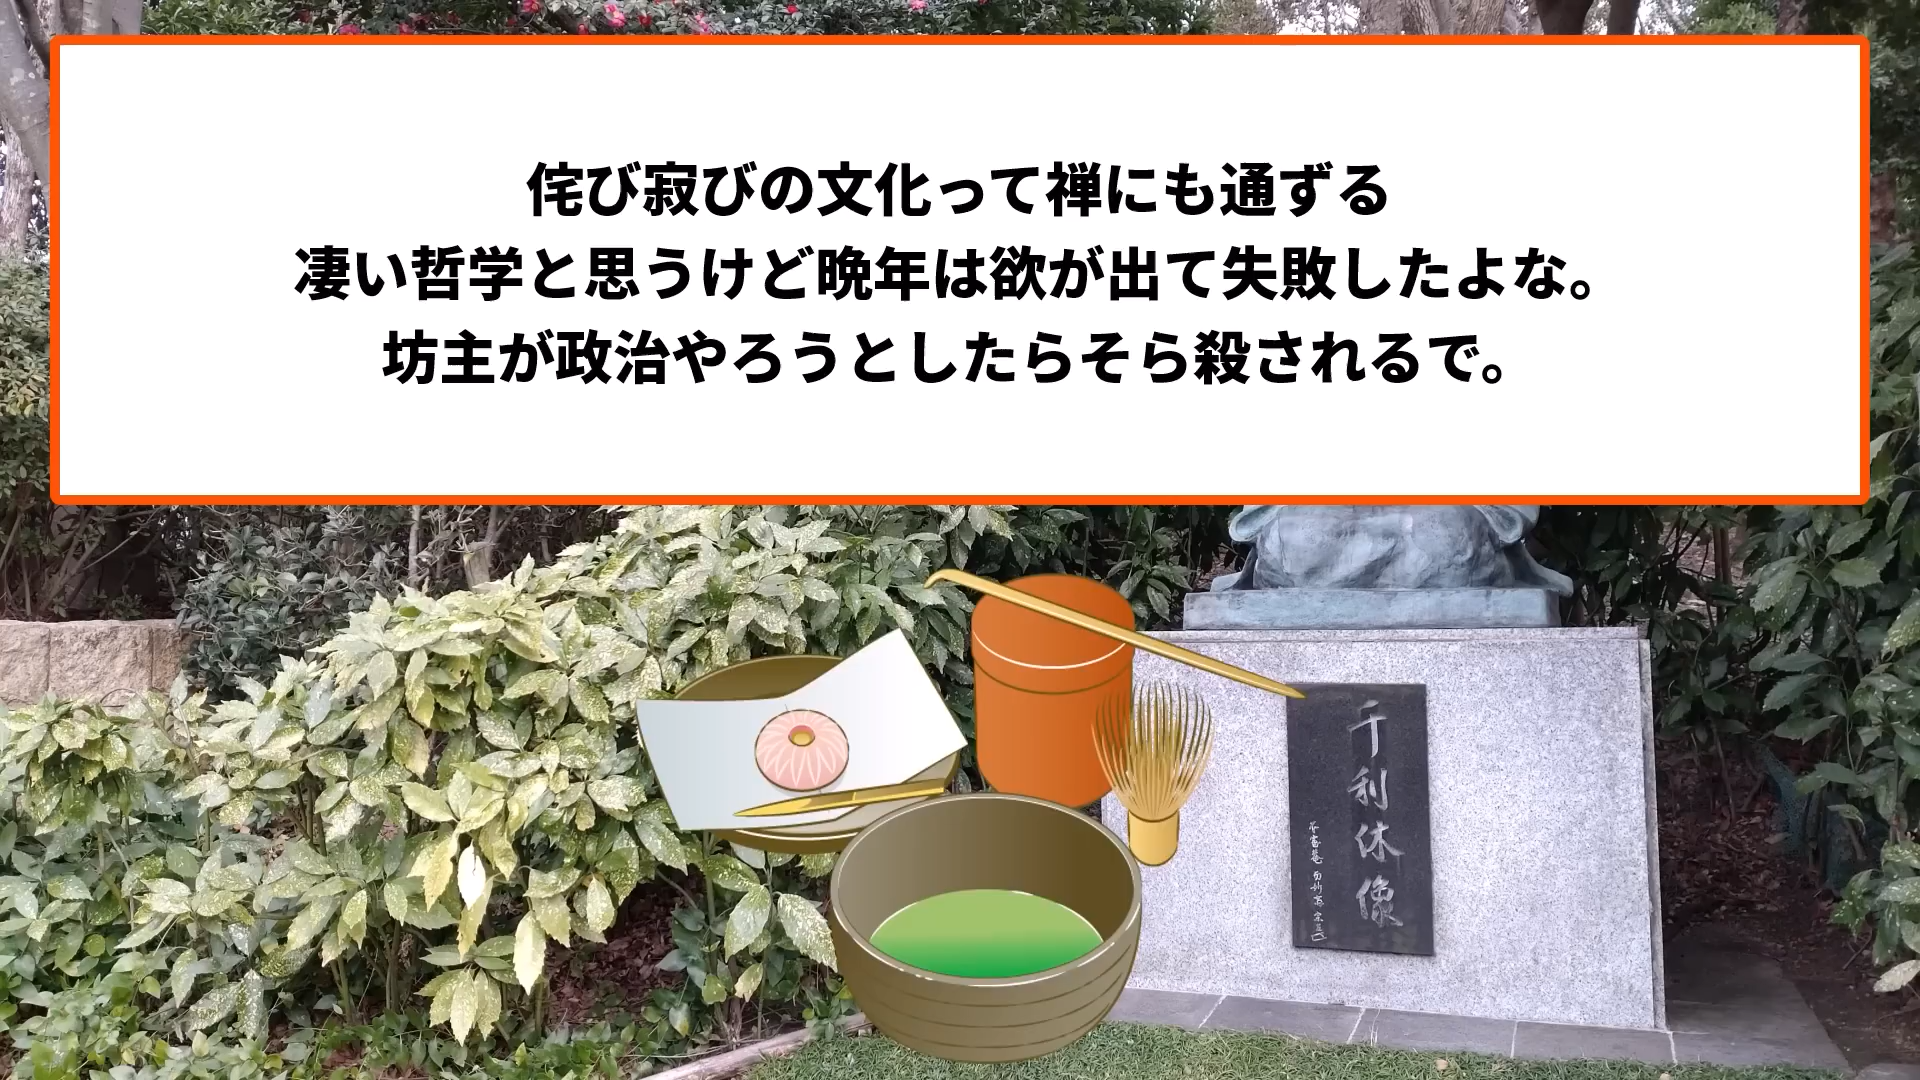 侘び寂びの文化って禅にも通ずる
凄い哲学と思うけど晩年は欲が出て失敗したよな。
坊主が政治やろうとしたらそら殺されるで。
千利休像